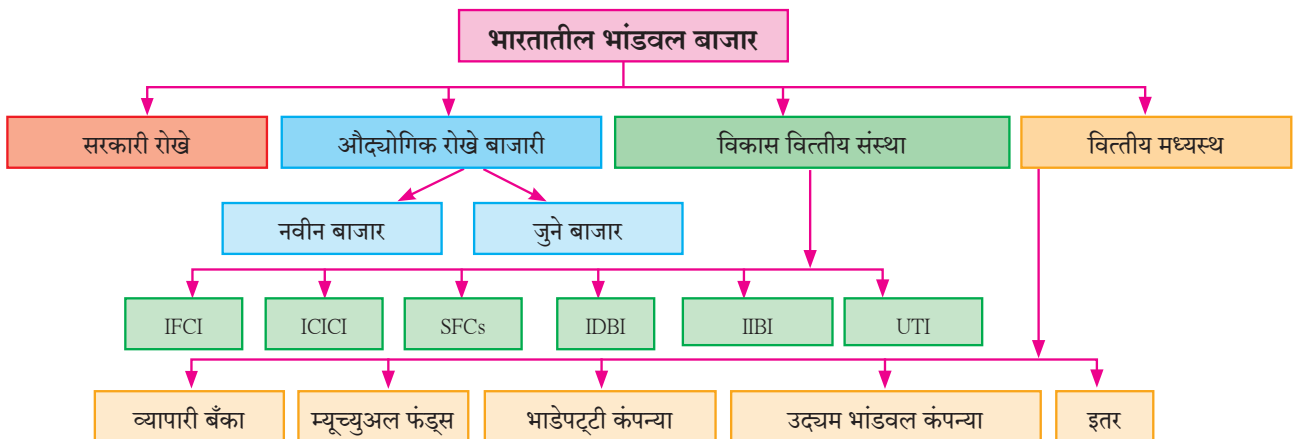 भारतातील भांडवल बाजार
सरकारी रोखे
औद्योगिक रोखे बाजारी
विकास वित्तीय संस्था
वित्तीय मध्यस्थ
नवीन बाजार
जुने बाजार
IFCI
ICICI
SFCs
IDBI
IIBI
UTI
व्यापारी बँका
म्यूच्युअल फंड्स
भाडेपट्टी कंपन्या
उद्यम भांडवल कंपन्या
इतर